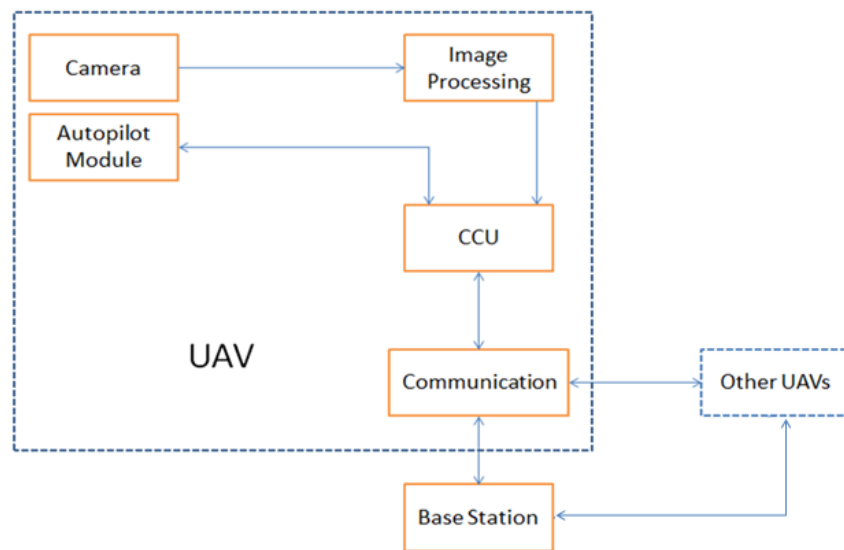 Camera
Image
Processing
Autopilot
Module
CCU
UAV
Communication
Other UAVs
Base Station